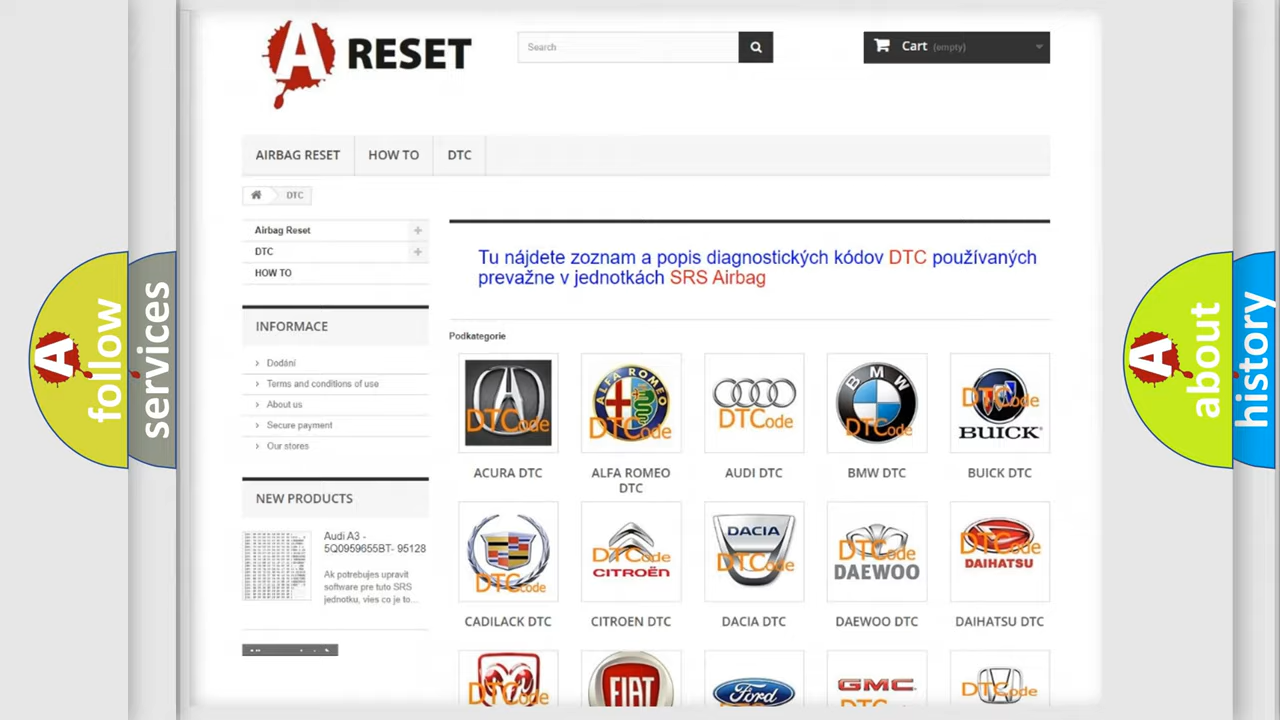 A RESET
Search
Cart (empty)
AIRBAG RESET
HOW TO
DTC
DTC
Airbag Reset
DTC
HOW TO
INFORMACE
Dodání
Terms and conditions of use
About us
Secure payment
Our stores
NEW PRODUCTS
Audi A3 -
5Q0959655BT- 95128
Ak potrebujes upravit
software pre tuto SRS
jednotku, vies co je to...
Tu nájdete zoznam a popis diagnostických kódov DTC používaných
prevažne v jednotkách SRS Airbag
Podkategorie
DTCode
ALFA ROMEO
DTCode
DTCode
BMW
DTCode
DTCode
BUICK
ACURA DTC
ALFA ROMEO
DTC
AUDI DTC
BMW DTC
BUICK DTC
DTCode
DTCode
CITROËN
DACIA
DTCode
DTCode
DAEWOO
DTCode
DAIHATSU
CADILACK DTC
CITROEN DTC
DACIA DTC
DAEWOO DTC
DAIHATSU DTC
DTCode
FIAT
Ford
GMC
DTCode
A follow
services
A about
history